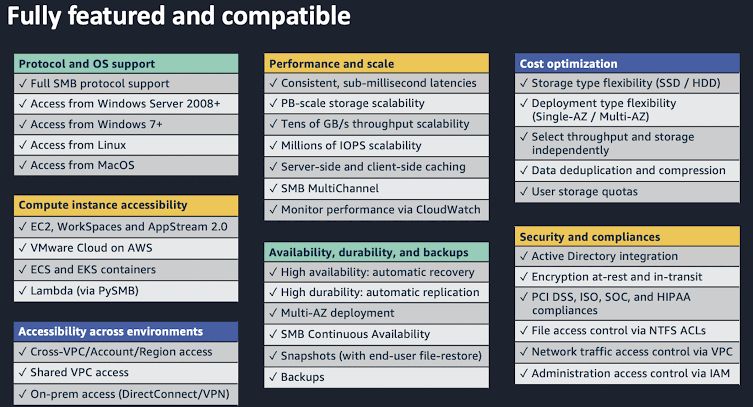 Fully featured and compatible
Protocol and OS support
✓ Full SMB protocol support
✓ Access from Windows Server 2008+
✓ Access from Windows 7+
✓ Access from Linux
✓ Access from MacOS
Compute instance accessibility
✓ EC2, WorkSpaces and AppStream 2.0
✓ VMware Cloud on AWS
✓ ECS and EKS containers
✓ Lambda (via PySMB)
Accessibility across environments
✓ Cross-VPC/Account/Region access
✓ Shared VPC access
✓ On-prem access (DirectConnect/VPN)
Performance and scale
✓ Consistent, sub-millisecond latencies
✓ PB-scale storage scalability
✓ Tens of GB/s throughput scalability
✓ Millions of IOPS scalability
✓ Server-side and client-side caching
✓ SMB MultiChannel
✓ Monitor performance via CloudWatch
Availability, durability, and backups
✓ High availability: automatic recovery
✓ High durability: automatic replication
✓ Multi-AZ deployment
✓ SMB Continuous Availability
✓ Snapshots (with end-user file-restore)
✓ Backups
Cost optimization
✓ Storage type flexibility (SSD / HDD)
✓ Deployment type flexibility
(Single-AZ / Multi-AZ)
✓ Select throughput and storage
independently
✓ Data deduplication and compression
✓ User storage quotas
Security and compliances
✓ Active Directory integration
✓ Encryption at-rest and in-transit
✓ PCI DSS, ISO, SOC, and HIPAA
compliances
✓ File access control via NTFS ACLs
✓ Network traffic access control via VPC
✓ Administration access control via IAM